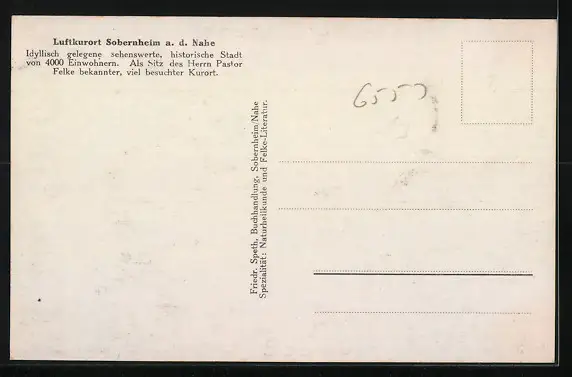 Luftkurort Sobernheim a. d. Nahe
Idyllisch gelegene sehenswerte, historische Stadt
von 4000 Einwohnern. Als Sitz des Herrn Pastor
Felke bekannter, viel besuchter Kurort.
6550
Friedr. Speth, Buchhandlung, Sobernheim/Nahe
Spezialität: Naturheilkunde und Felke-Literatur.